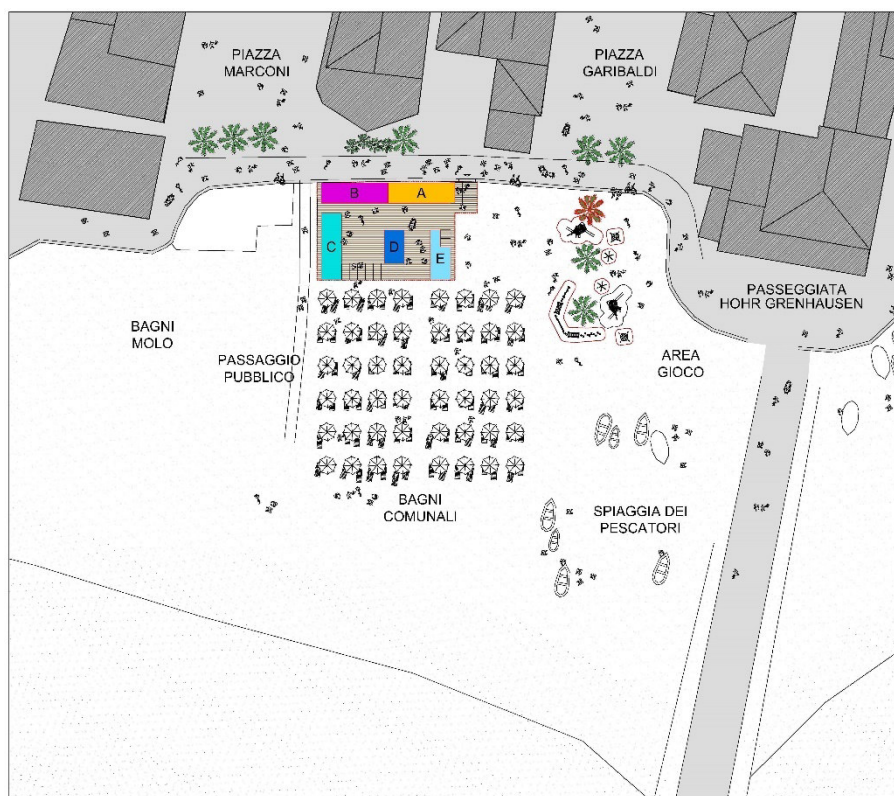 PIAZZA
MARCONI
PIAZZA
GARIBALDI
B
A
C
D
E
PASSEGGIATA
HOHR GRENHAUSEN
BAGNI
MOLO
PASSAGGIO
PUBBLICO
AREA
GIOCO
BAGNI
COMUNALI
SPIAGGIA DEI
PESCATORI